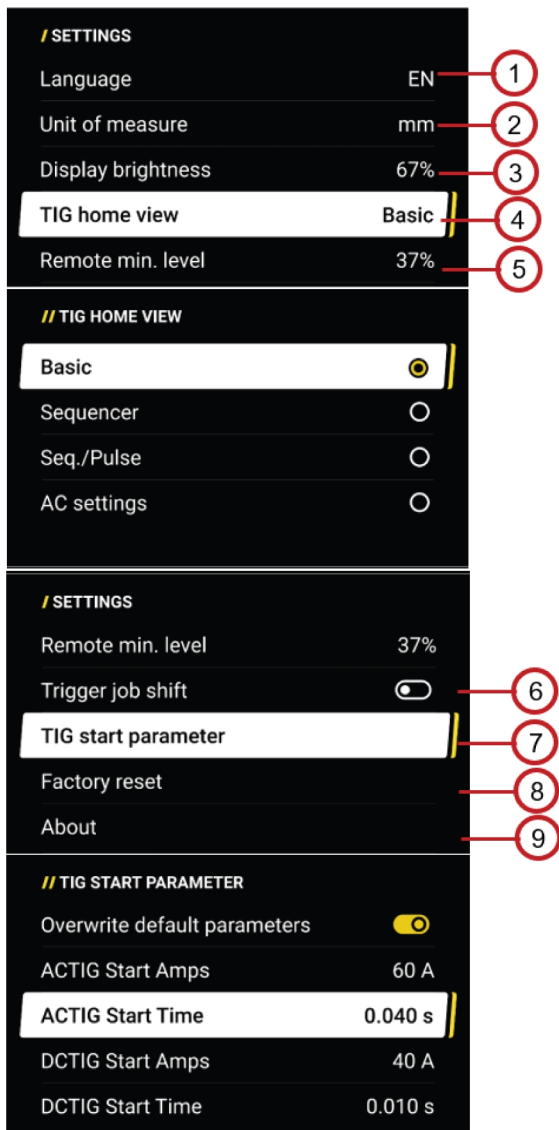 / SETTINGS
Language EN 1
Unit of measure mm 2
Display brightness 67% 3
TIG home view Basic 4
Remote min. level 37% 5
// TIG HOME VIEW
Basic
Sequencer
Seq./Pulse
AC settings
/ SETTINGS
Remote min. level 37%
Trigger job shift 6
TIG start parameter 7
Factory reset 8
About 9
// TIG START PARAMETER
Overwrite default parameters
ACTIG Start Amps 60 A
ACTIG Start Time 0.040 s
DCTIG Start Amps 40 A
DCTIG Start Time 0.010 s